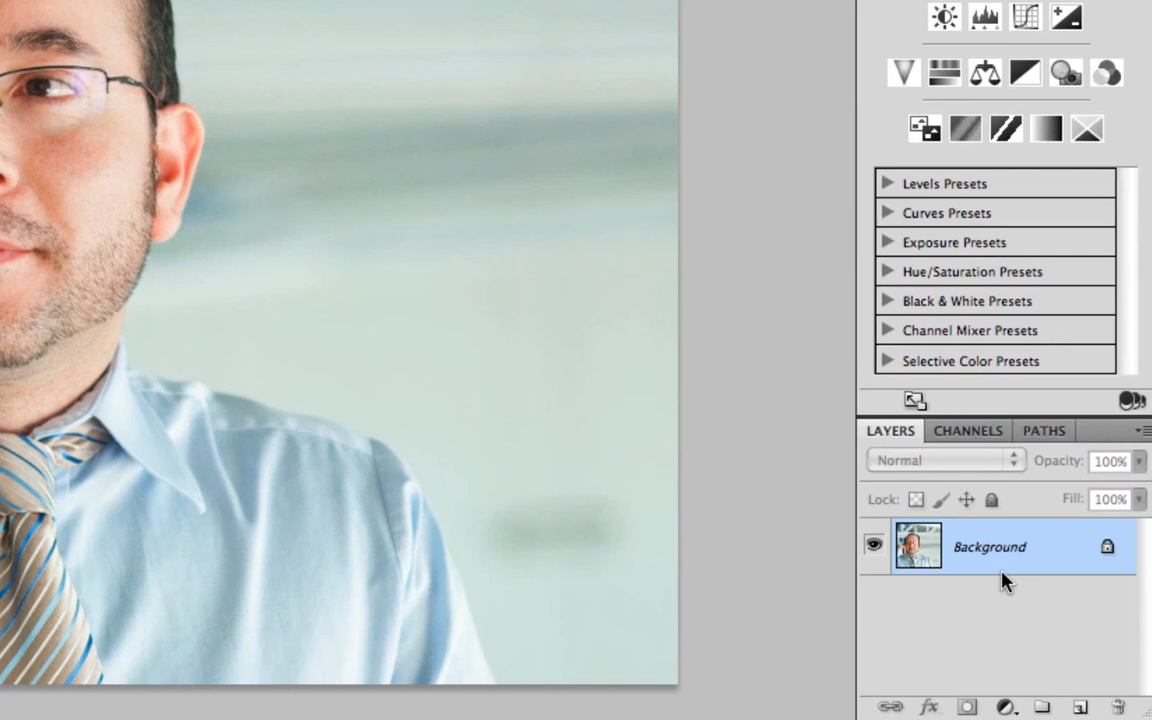 Levels Presets
Curves Presets
Exposure Presets
Hue/Saturation Presets
Black & White Presets
Channel Mixer Presets
Selective Color Presets
LAYERS CHANNELS PATHS
Normal Opacity: 100%
Lock: Fill: 100%
Background
fx